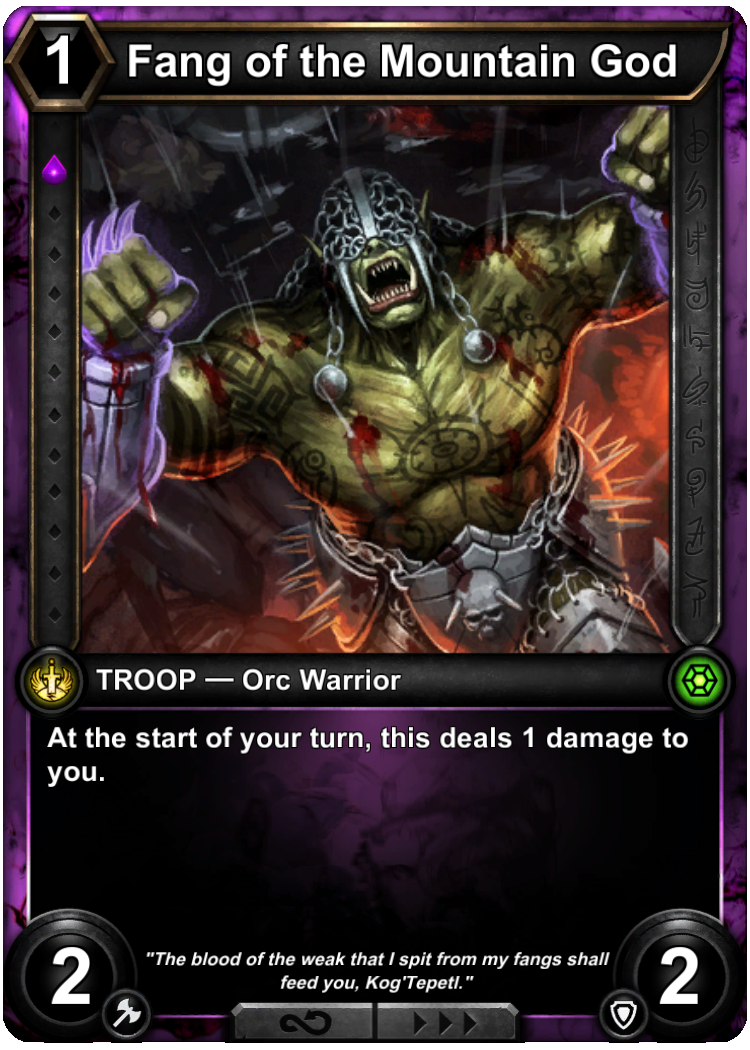 1
Fang of the Mountain God
TROOP — Orc Warrior
At the start of your turn, this deals 1 damage to
you.
"The blood of the weak that I spit from my fangs shall
feed you, Kog'Tepetl."
2
2